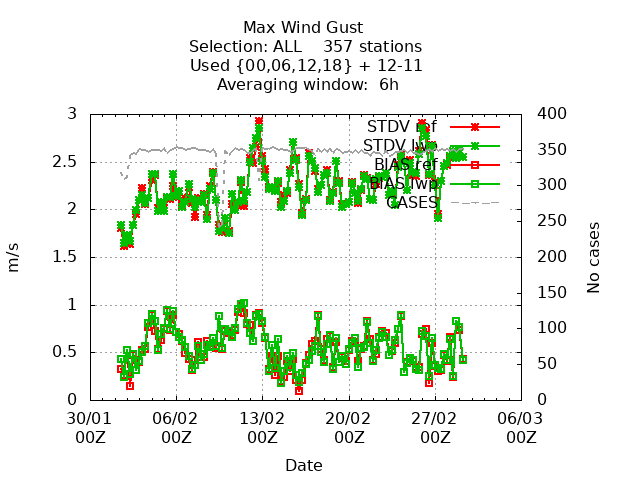 Max Wind Gust
Selection: ALL    357 stations
Used {00,06,12,18} + 12-11
Averaging window:  6h
3
2.5
2
1.5
1
0.5
0
m/s
400
350
300
250
200
150
100
50
0
No cases
STDV ref
STDV lwp
BIAS ref
BIAS lwp
CASES
30/01 06/02 13/02 20/02 27/02 06/03
00Z 00Z 00Z 00Z 00Z 00Z
Date